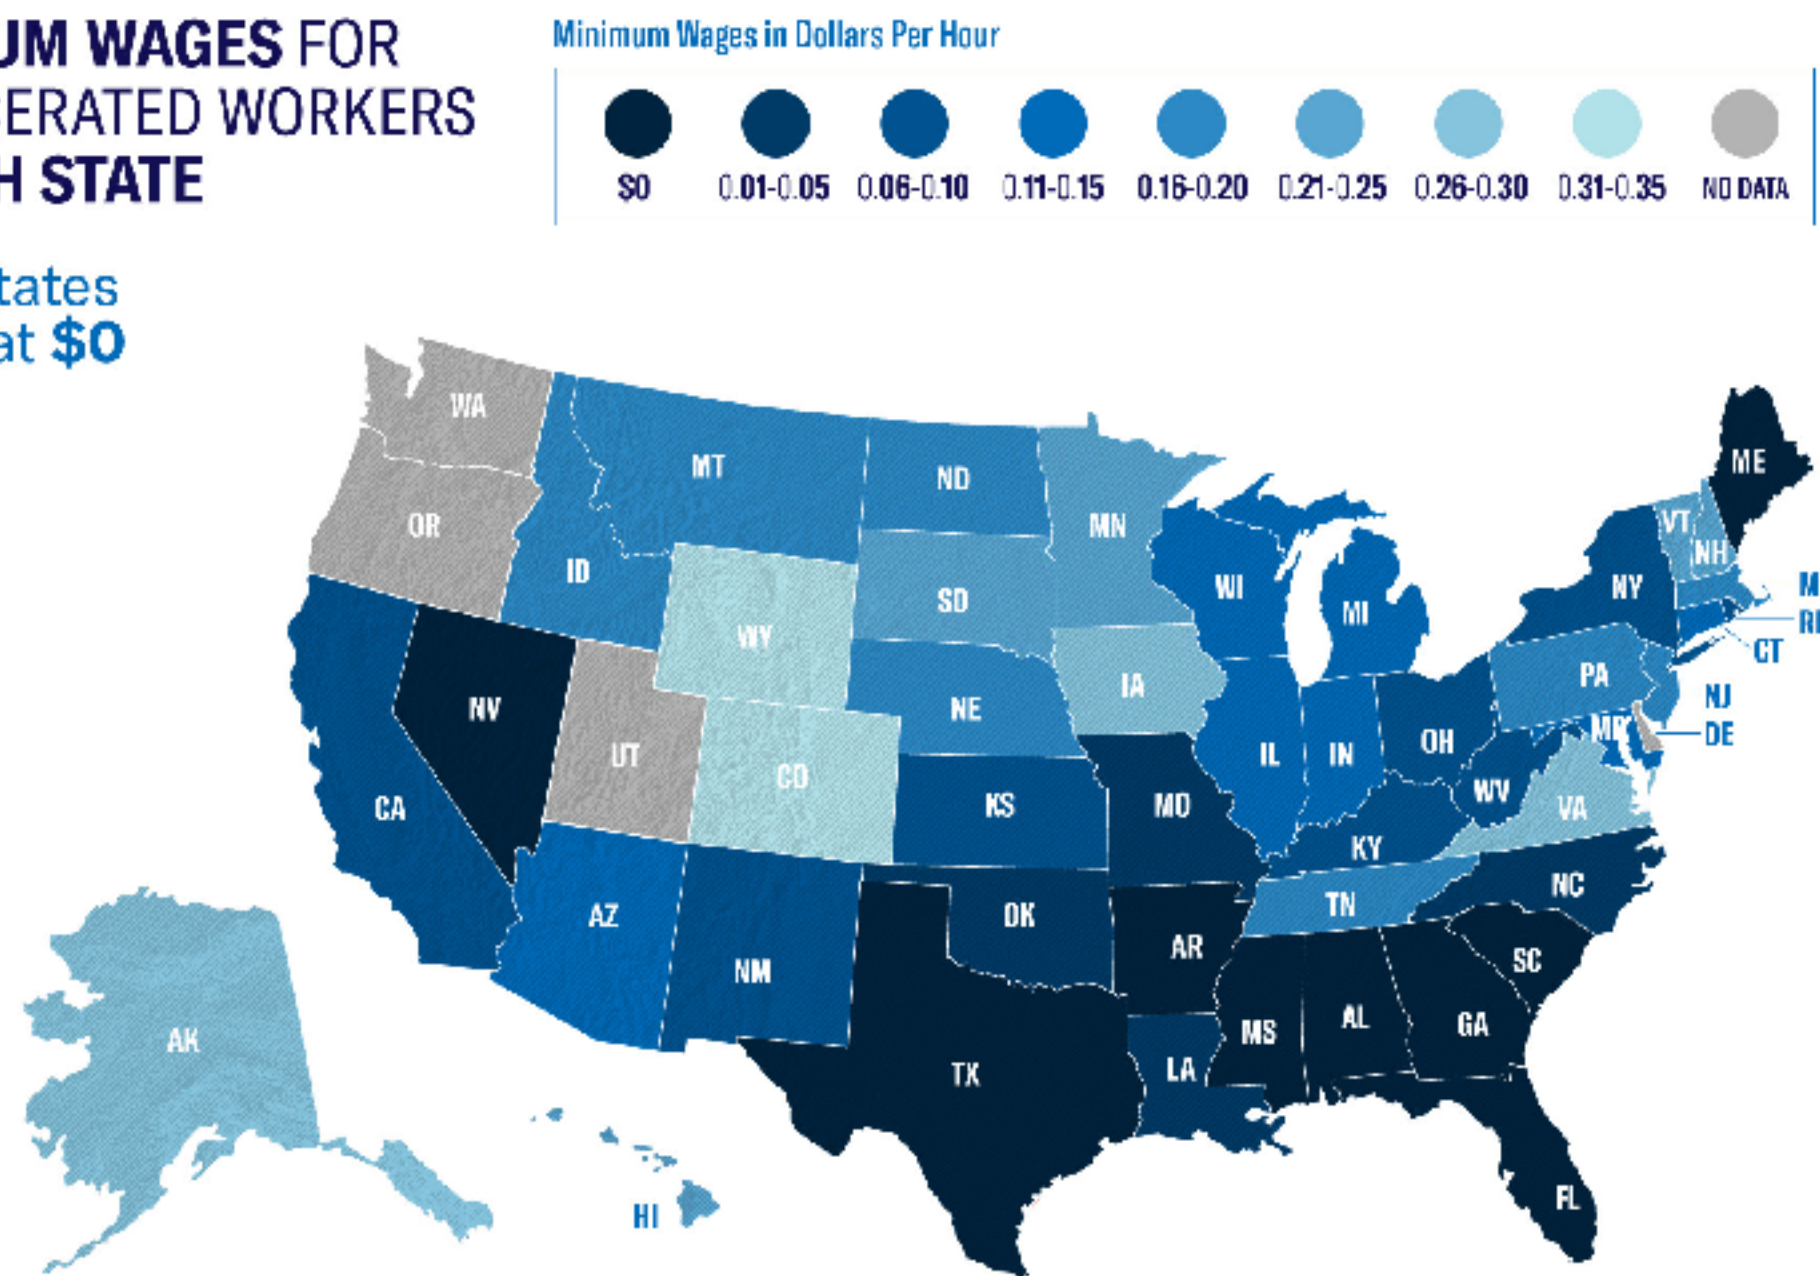 UM WAGES FOR
ERATED WORKERS
H STATE
tates
at $0
Minimum Wages in Dollars Per Hour
$0 0.01-0.05 0.06-0.10 0.11-0.15 0.16-0.20 0.21-0.25 0.26-0.30 0.31-0.35 NO DATA
WA
MT
ND
MN
ME
OR
ID
SD
WI
MI
VT
NH
NY
M
RI
CT
WY
IA
PA
NJ
DE
NV
NE
UT
CO
IL
IN
OH
MD
CA
KS
MO
WV
VA
KY
AZ
OK
TN
NC
NM
AR
SC
AK
MS
AL
GA
TX
LA
HI
FL